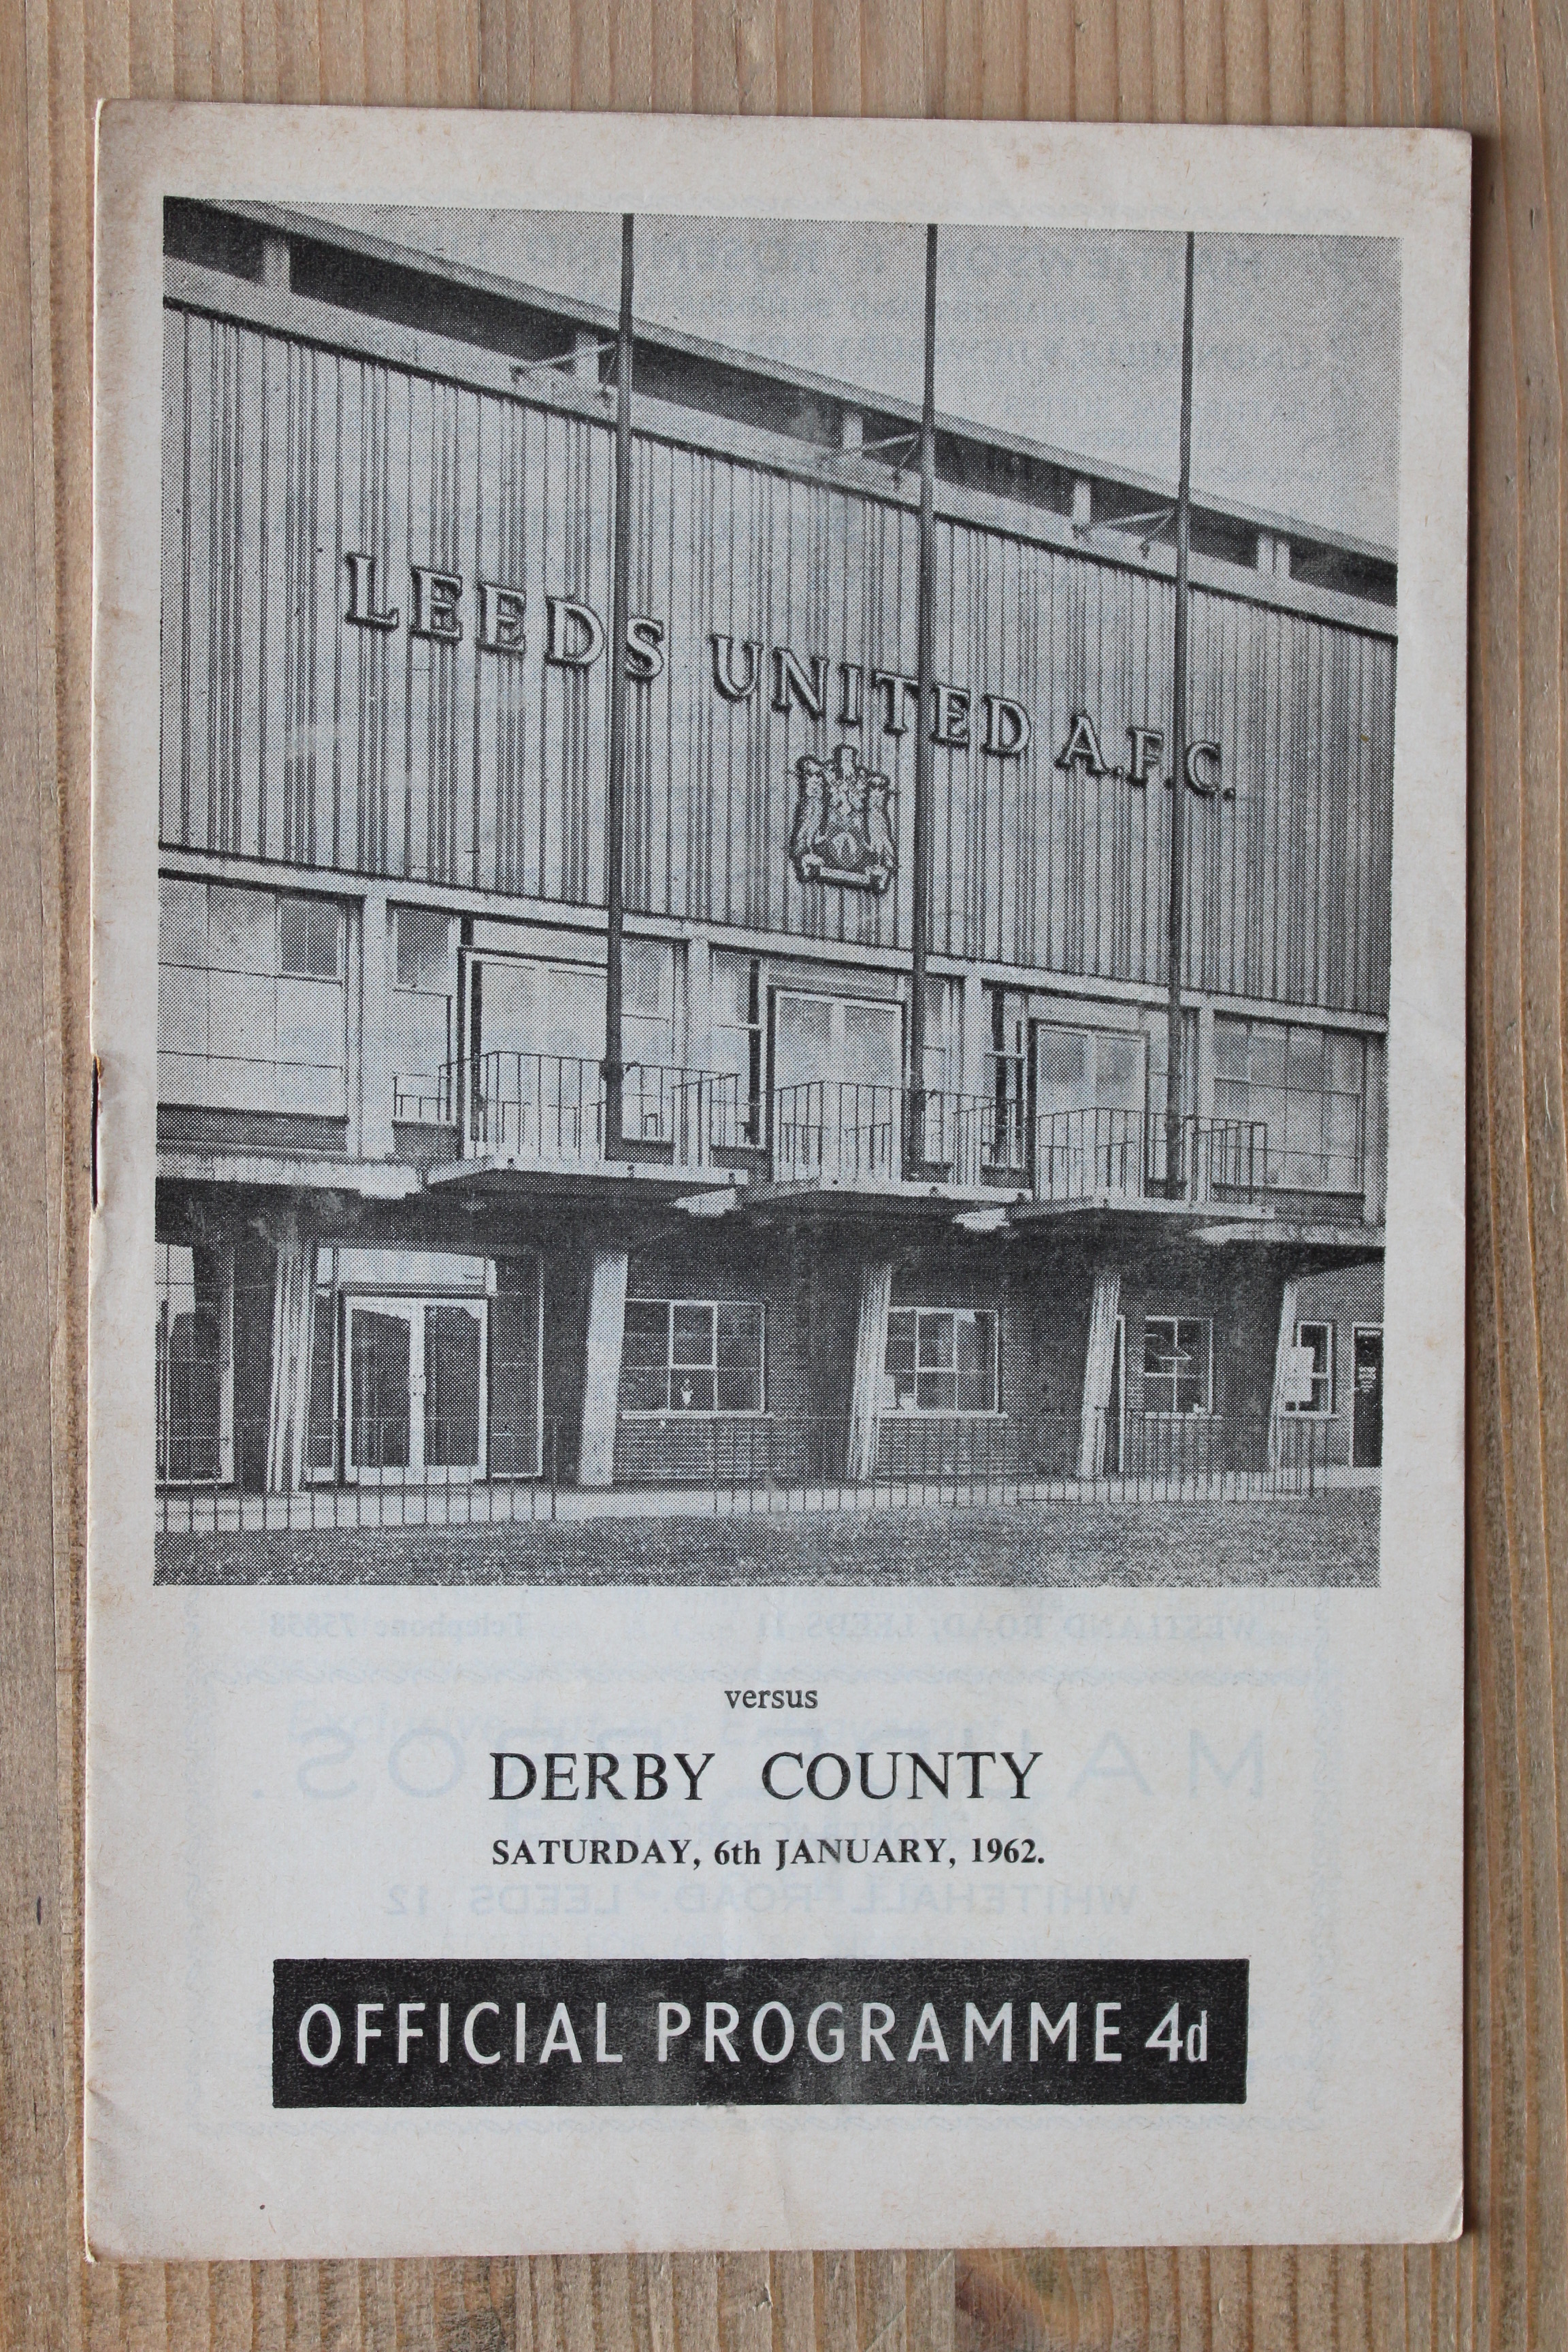 LEEDS UNITED A.F.C.
versus
DERBY COUNTY
SATURDAY, 6th JANUARY, 1962.
OFFICIAL PROGRAMME 4d